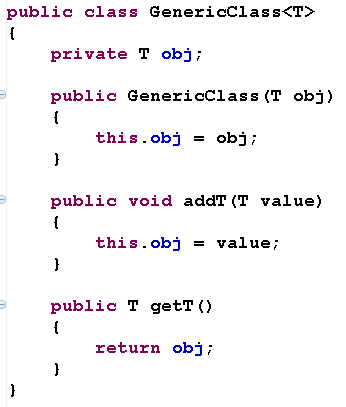 public class GenericClass<T>
{
    private T obj;

    public GenericClass(T obj)
    {
        this.obj = obj;
    }

    public void addT(T value)
    {
        this.obj = value;
    }

    public T getT()
    {
        return obj;
    }
}